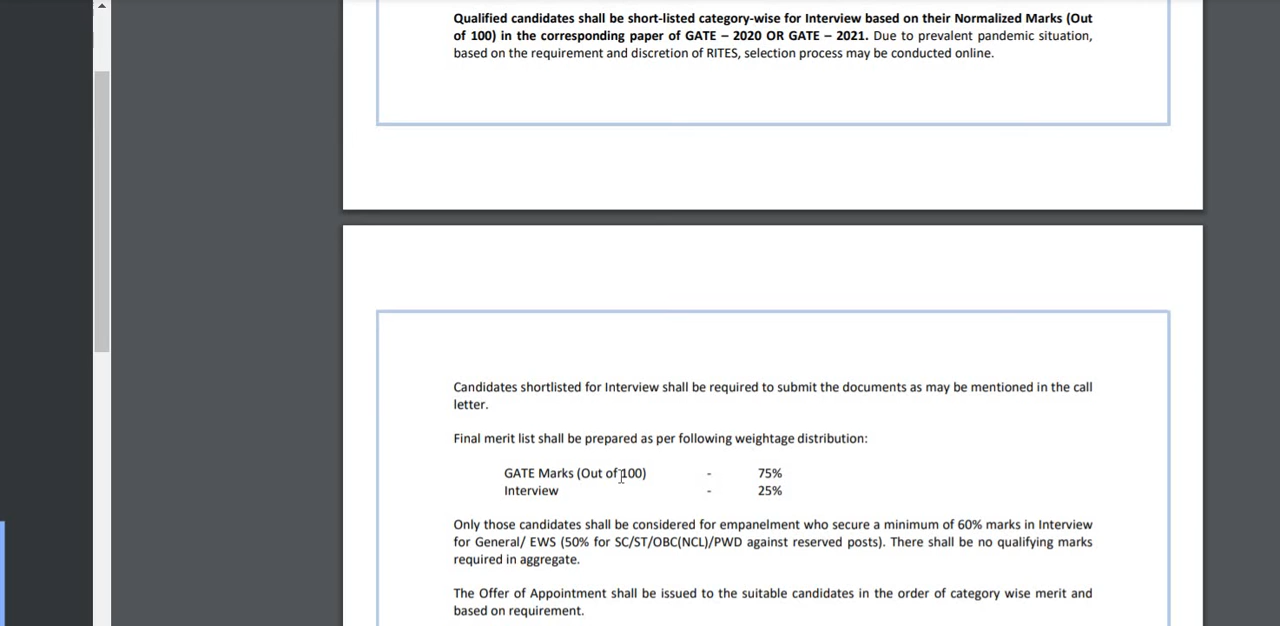 Qualified candidates shall be short-listed category-wise for Interview based on their Normalized Marks (Out
of 100) in the corresponding paper of GATE – 2020 OR GATE – 2021. Due to prevalent pandemic situation,
based on the requirement and discretion of RITES, selection process may be conducted online.
Candidates shortlisted for Interview shall be required to submit the documents as may be mentioned in the call
letter.
Final merit list shall be prepared as per following weightage distribution:
GATE Marks (Out of 100) - 75%
Interview - 25%
Only those candidates shall be considered for empanelment who secure a minimum of 60% marks in Interview
for General/ EWS (50% for SC/ST/OBC(NCL)/PWD against reserved posts). There shall be no qualifying marks
required in aggregate.
The Offer of Appointment shall be issued to the suitable candidates in the order of category wise merit and
based on requirement.